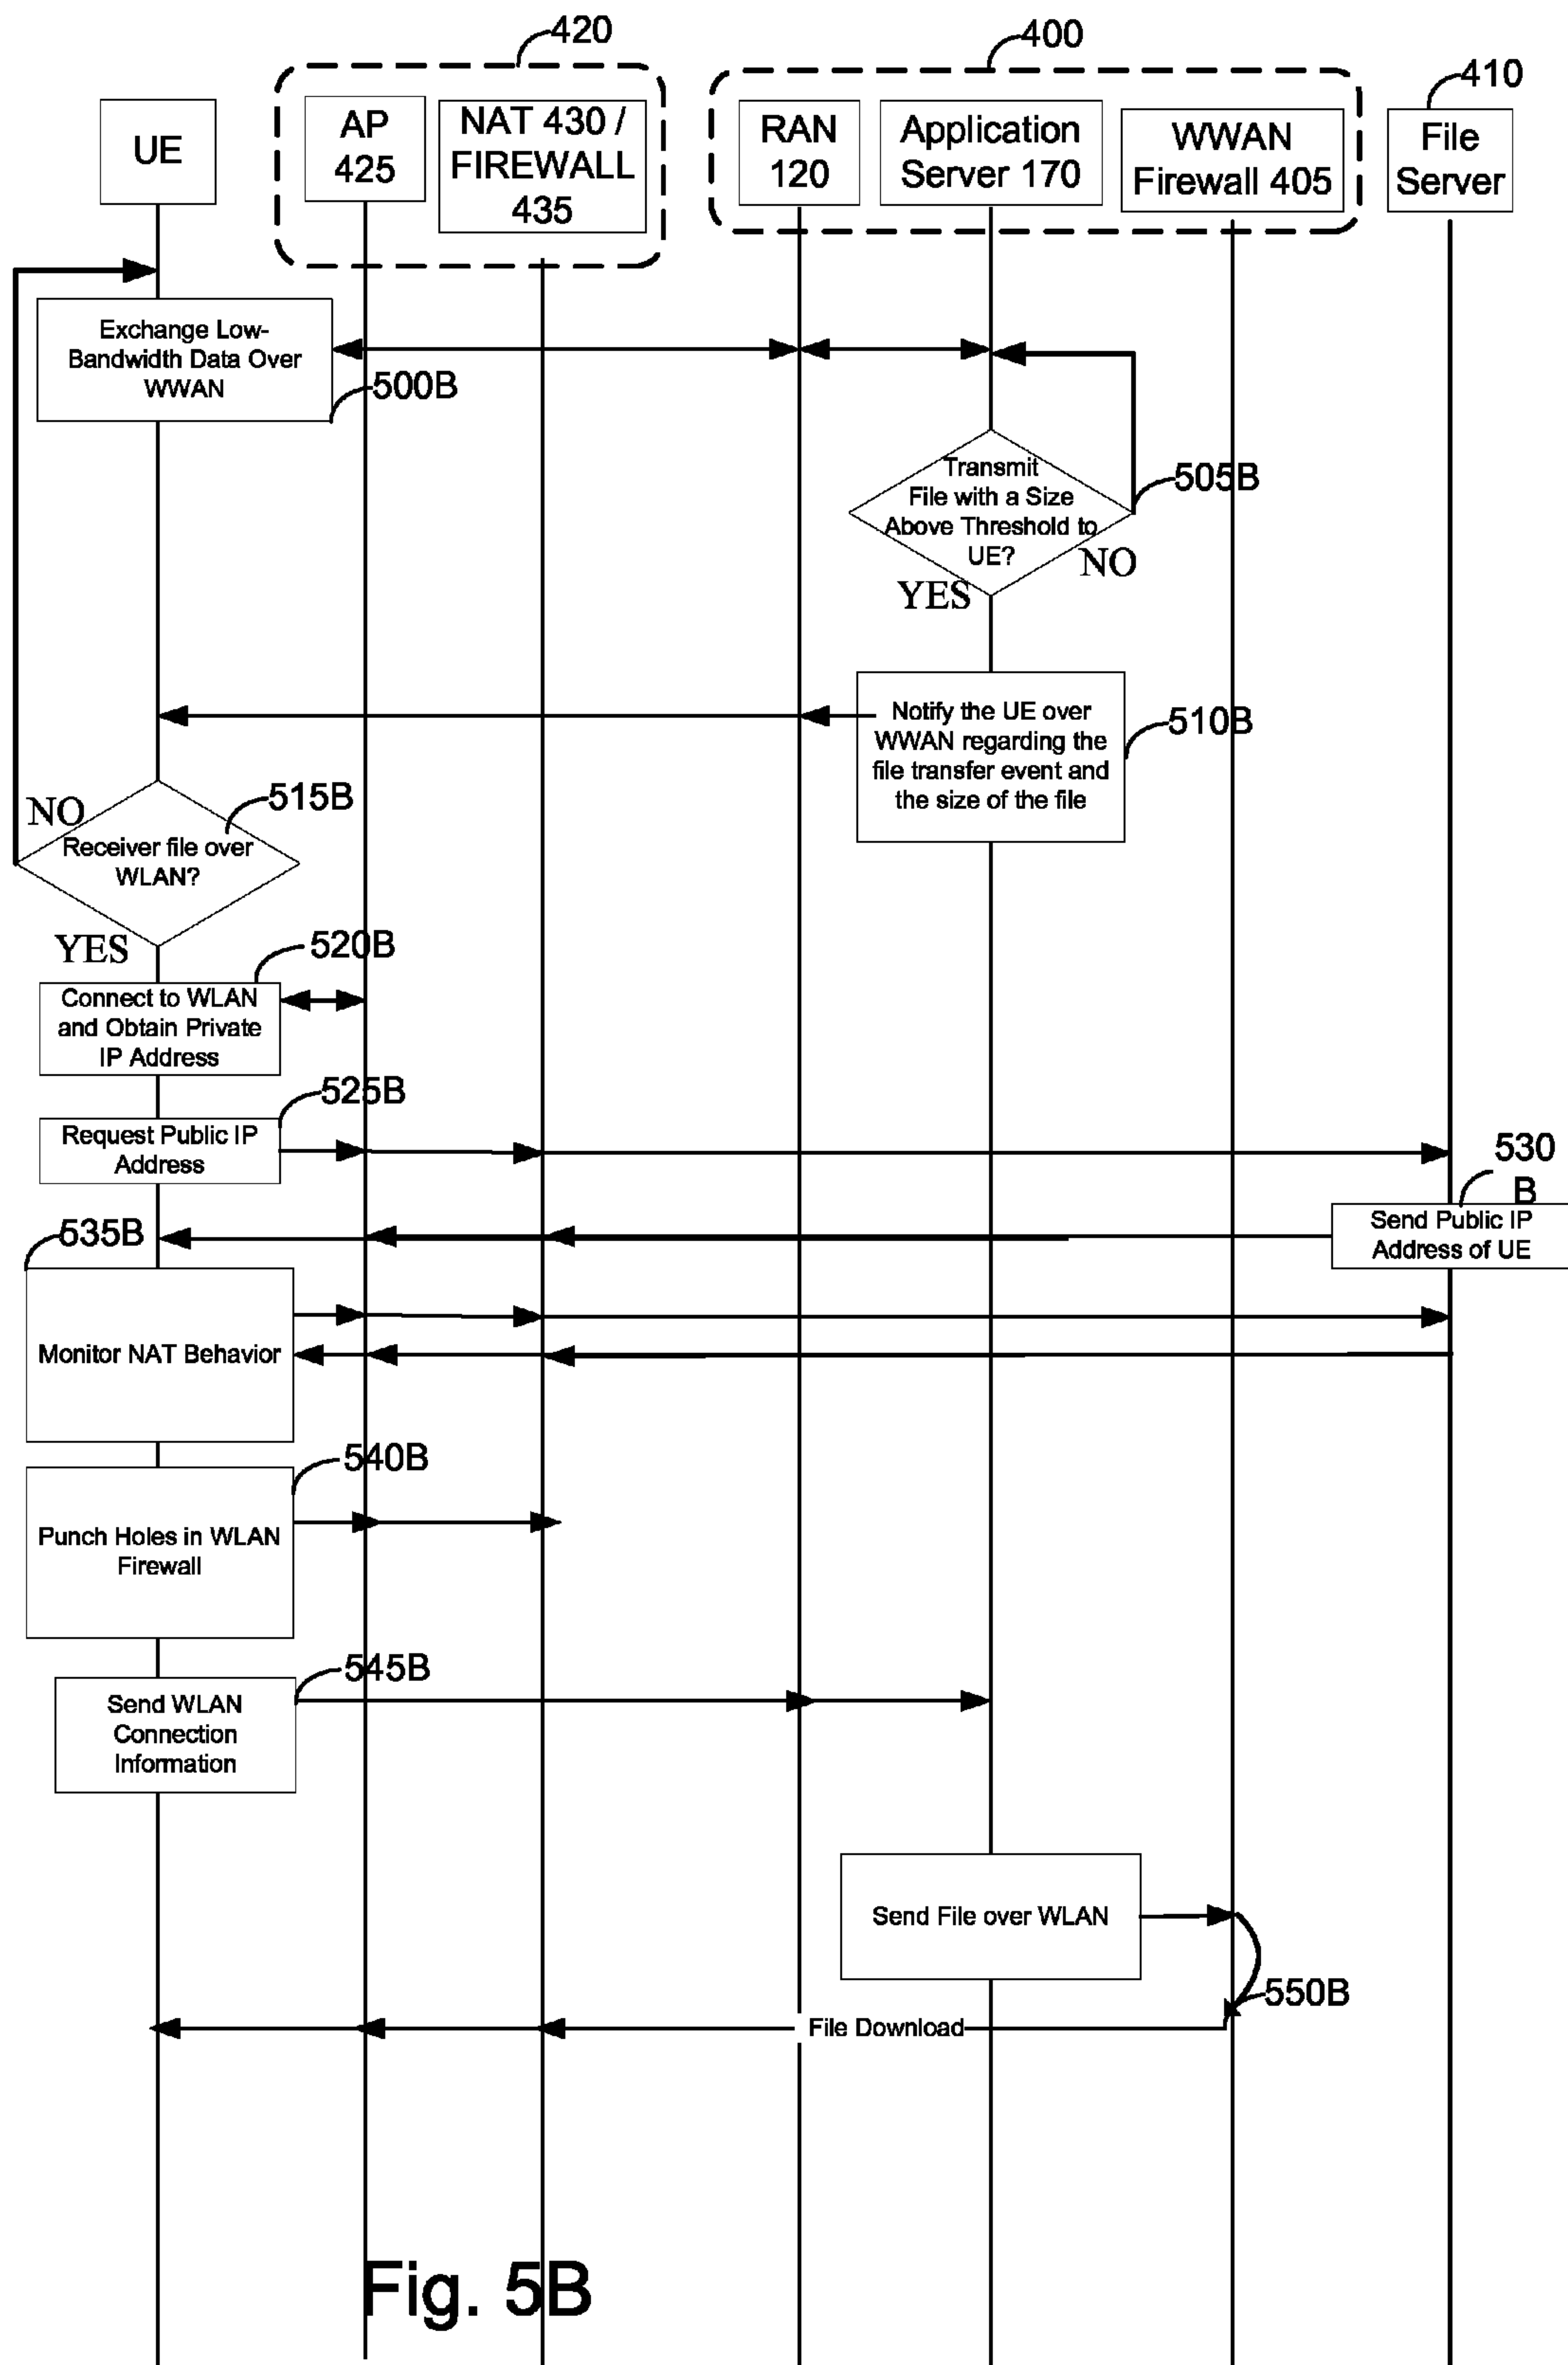 420
400
410
UE
AP
425
NAT 430 /
FIREWALL
435
RAN
120
Application
Server 170
WWAN
Firewall 405
File
Server
Exchange Low-
Bandwidth Data Over
WWAN
500B
Transmit
File with a Size
Above Threshold to
UE?
505B
NO
YES
Notify the UE over
WWAN regarding the
file transfer event and
the size of the file
510B
515B
NO
Receiver file over
WLAN?
YES
520B
Connect to WLAN
and Obtain Private
IP Address
525B
Request Public IP
Address
530
B
Send Public IP
Address of UE
535B
Monitor NAT Behavior
540B
Punch Holes in WLAN
Firewall
545B
Send WLAN
Connection
Information
Send File over WLAN
550B
File Download
Fig. 5B